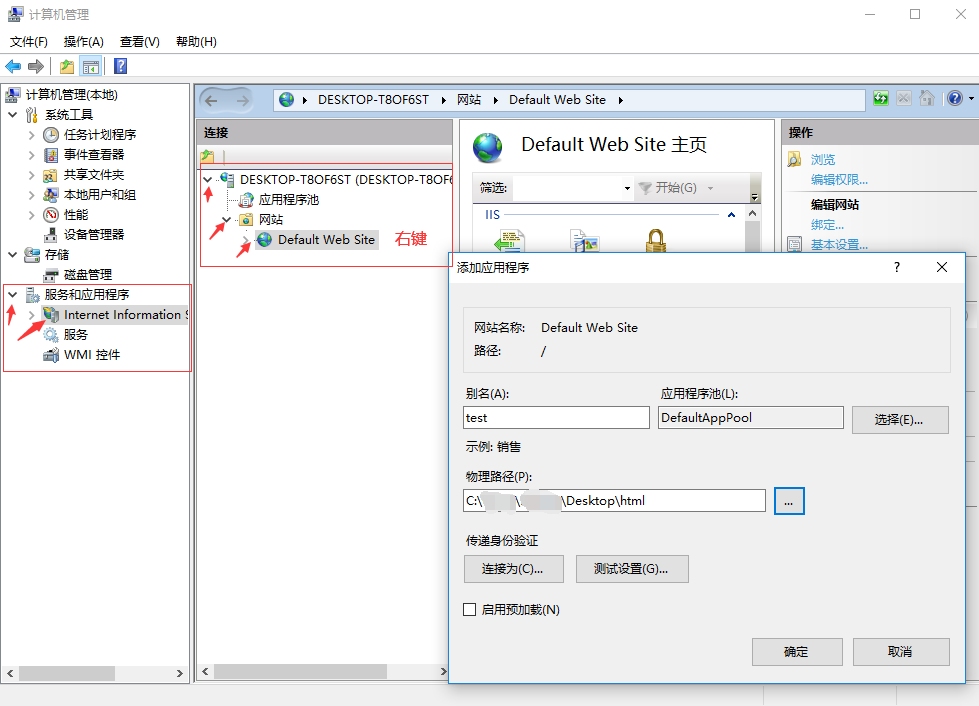 计算机管理
文件(F) 操作(A) 查看(V) 帮助(H)
计算机管理(本地)
系统工具
任务计划程序
事件查看器
共享文件夹
本地用户和组
性能
设备管理器
存储
磁盘管理
服务和应用程序
Internet Information S
服务
WMI 控件
DESKTOP-T8OF6ST 网站 Default Web Site
连接
DESKTOP-T8OF6ST (DESKTOP-T8OF6
应用程序池
网站
Default Web Site
右键
Default Web Site 主页
筛选: 开始(G)
IIS
操作
浏览
编辑权限...
编辑网站
绑定...
基本设置...
添加应用程序
网站名称: Default Web Site
路径: /
别名(A): 应用程序池(L):
test DefaultAppPool 选择(E)...
示例: 销售
物理路径(P):
C:\ \ \Desktop\html ...
传递身份验证
连接为(C)... 测试设置(G)...
启用预加载(N)
确定 取消